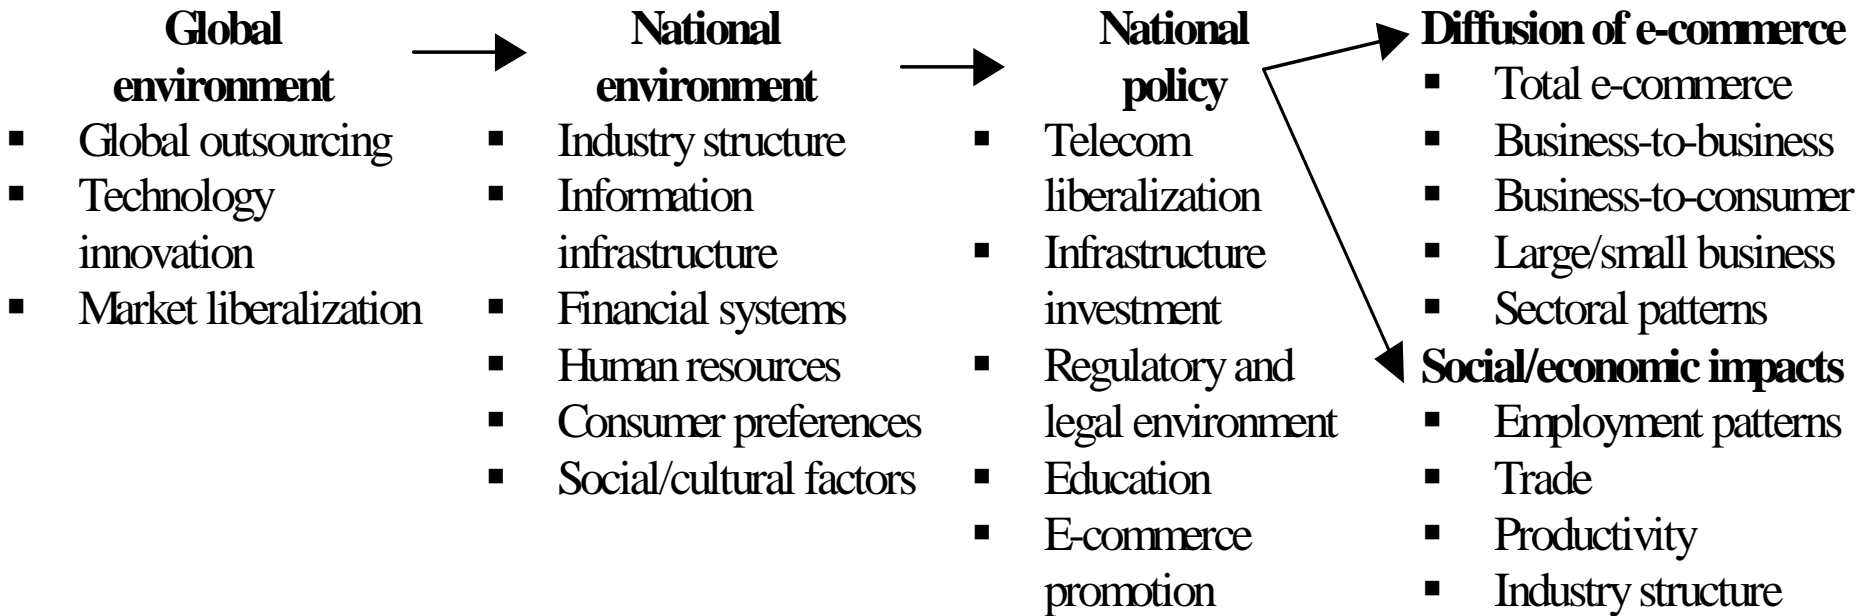 Global
environment
Global outsourcing
Technology
innovation
Market liberalization
National
environment
Industry structure
Information
infrastructure
Financial systems
Human resources
Consumer preferences
Social/cultural factors
National
policy
Telecom
liberalization
Infrastructure
investment
Regulatory and
legal environment
Education
E-commerce
promotion
Diffusion of e-commerce
Total e-commerce
Business-to-business
Business-to-consumer
Large/small business
Sectoral patterns
Social/economic impacts
Employment patterns
Trade
Productivity
Industry structure